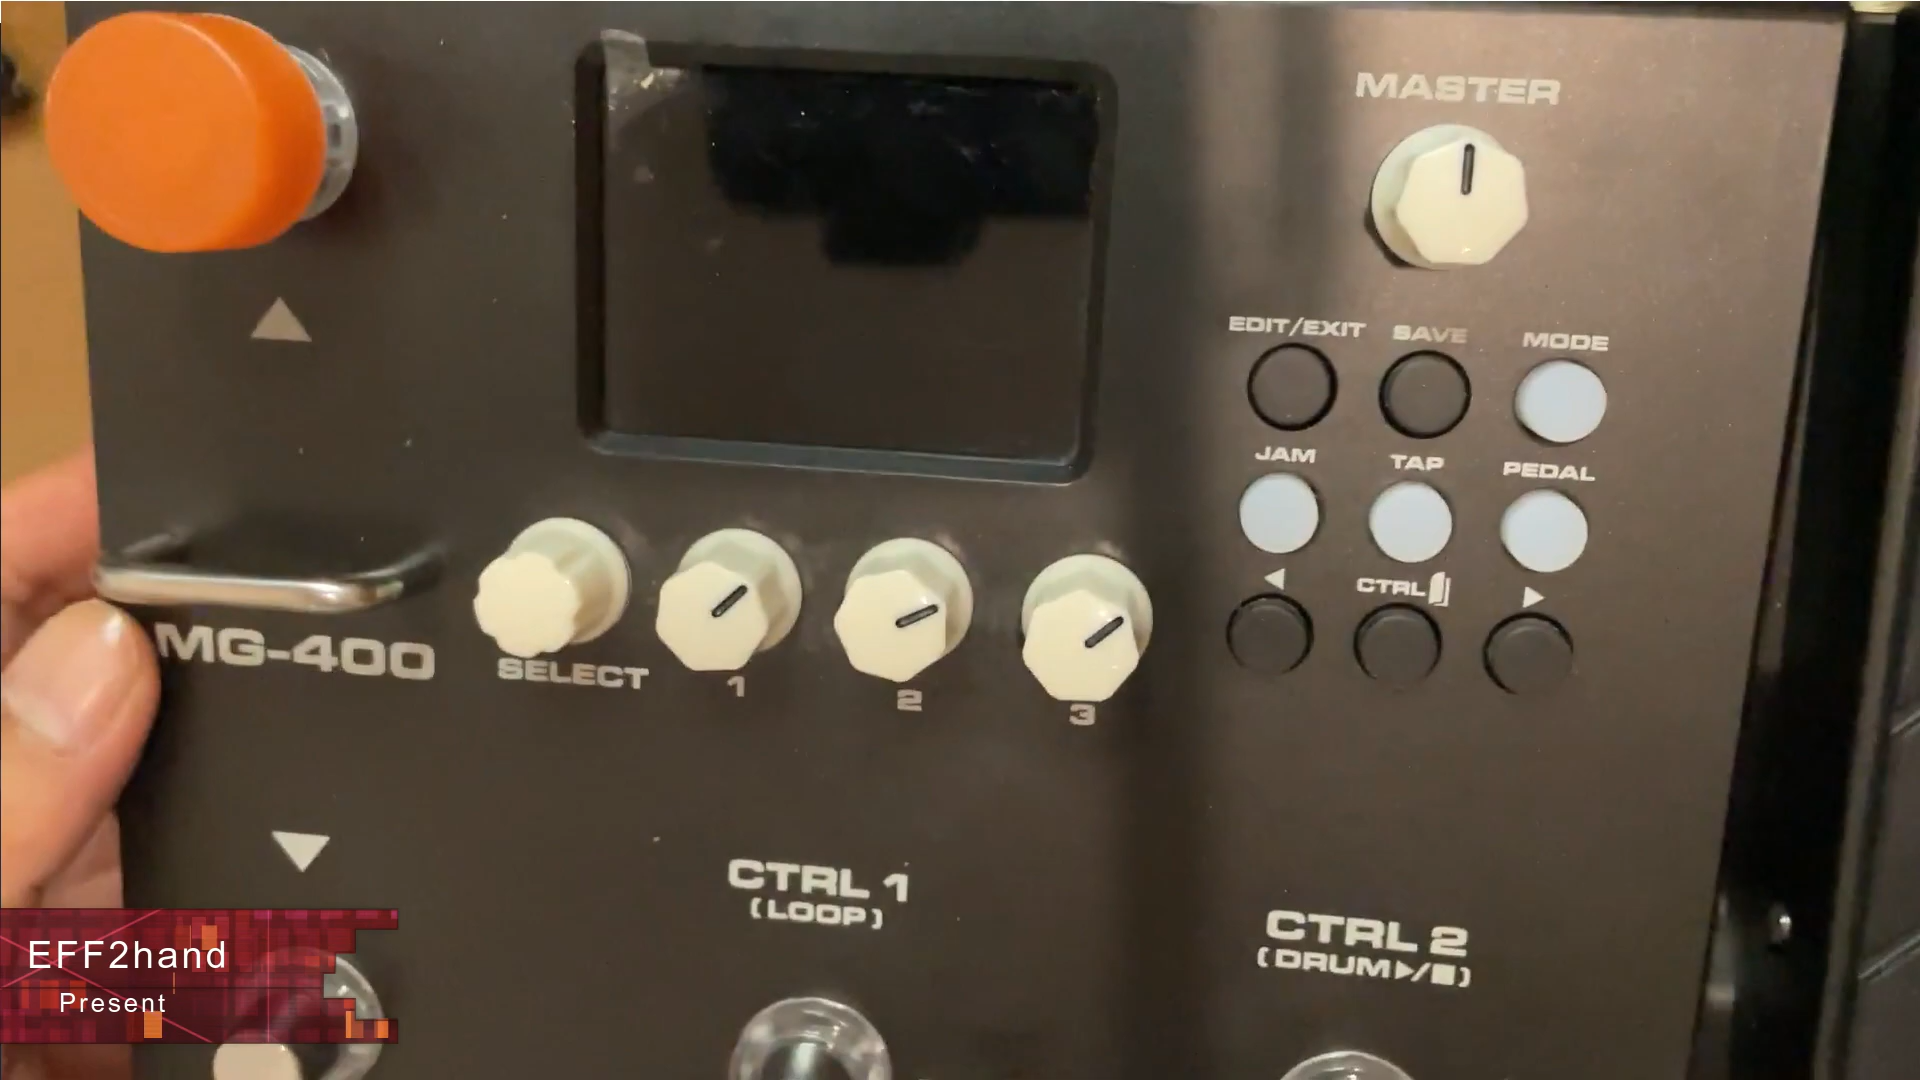 MASTER
EDIT/EXIT SAVE MODE
JAM TAP PEDAL
◀ CTRL ▶
▲
MG-400
SELECT 1 2 3
▼
CTRL 1
(LOOP)
CTRL 2
(DRUM▶/■)
EFF2hand
Present